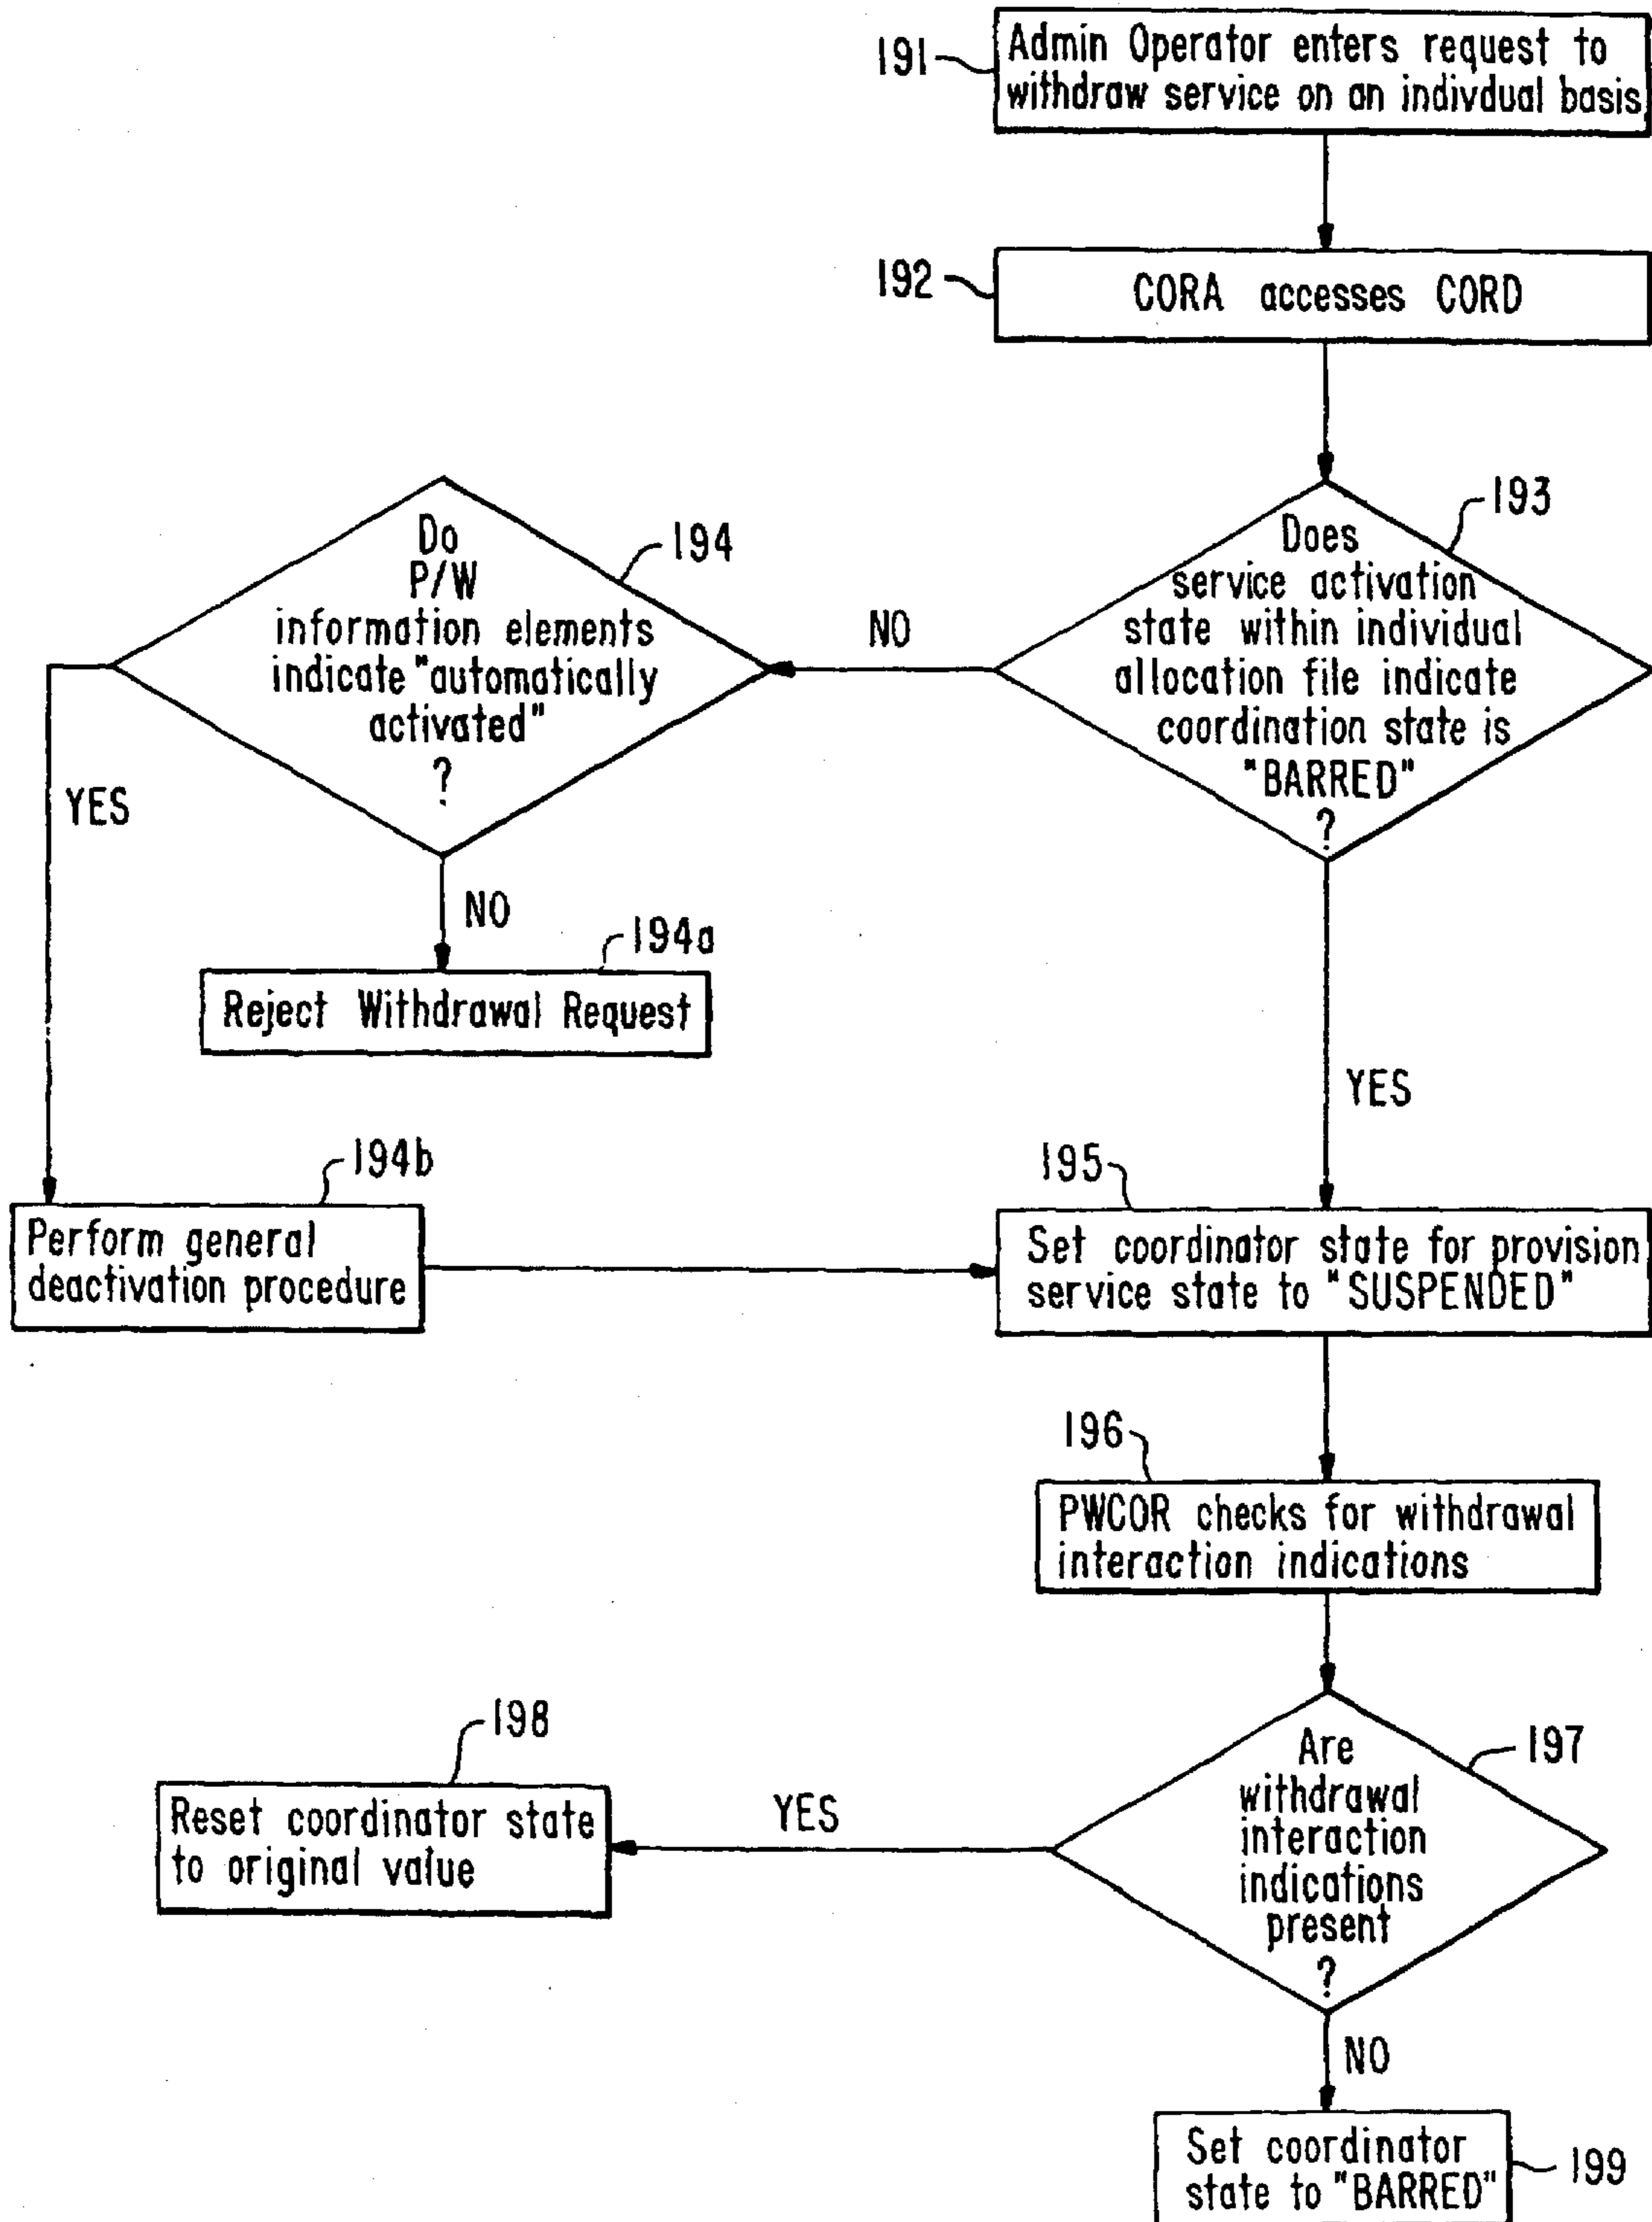 191
Admin Operator enters request to
withdraw service on an indivdual basis
192
CORA accesses CORD
193
Does
service activation
state within individual
allocation file indicate
coordination state is
"BARRED"
?
NO
194
Do
P/W
information elements
indicate "automatically
activated"
?
YES
NO
194a
Reject Withdrawal Request
YES
194b
Perform general
deactivation procedure
195
Set coordinator state for provision
service state to "SUSPENDED"
196
PWCOR checks for withdrawal
interaction indications
197
Are
withdrawal
interaction
indications
present
?
YES
198
Reset coordinator state
to original value
NO
Set coordinator
state to "BARRED"
199